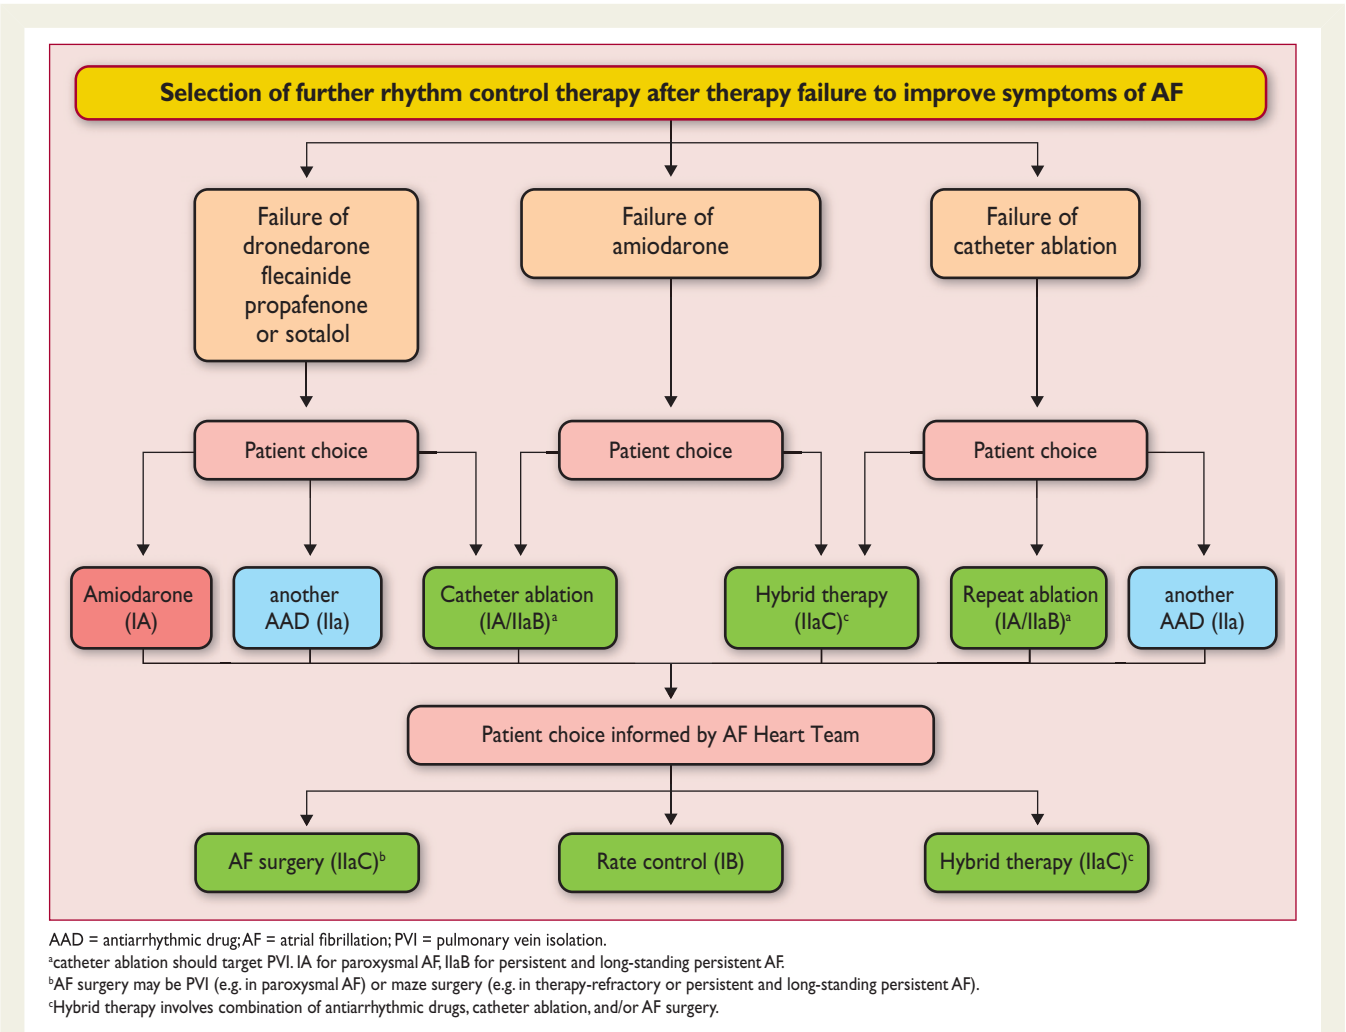 Selection of further rhythm control therapy after therapy failure to improve symptoms of AF
Failure of
dronedarone
flecainide
propafenone
or sotalol
Failure of
amiodarone
Failure of
catheter ablation
Patient choice
Patient choice
Patient choice
Amiodarone
(IA)
another
AAD (IIa)
Catheter ablation
(IA/IIaB)ᵃ
Hybrid therapy
(IIaC)ᶜ
Repeat ablation
(IA/IIaB)ᵃ
another
AAD (IIa)
Patient choice informed by AF Heart Team
AF surgery (IIaC)ᵇ
Rate control (IB)
Hybrid therapy (IIaC)ᶜ
AAD = antiarrhythmic drug; AF = atrial fibrillation; PVI = pulmonary vein isolation.
ᵃcatheter ablation should target PVI. IA for paroxysmal AF, IIaB for persistent and long-standing persistent AF.
ᵇAF surgery may be PVI (e.g. in paroxysmal AF) or maze surgery (e.g. in therapy-refractory or persistent and long-standing persistent AF).
ᶜHybrid therapy involves combination of antiarrhythmic drugs, catheter ablation, and/or AF surgery.